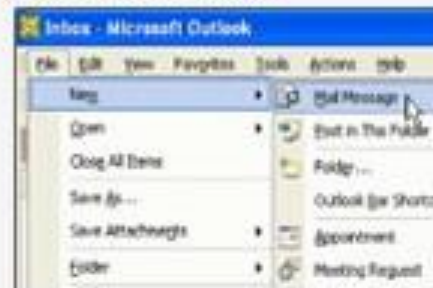 Inbox - Microsoft Outlook
File Edit View Favorites Tools Actions Help
New
Open
Close All Items
Save As...
Save Attachments
Folder
Mail Message
Post in This Folder
Folder...
Outlook Bar Shortc
Appointment
Meeting Request